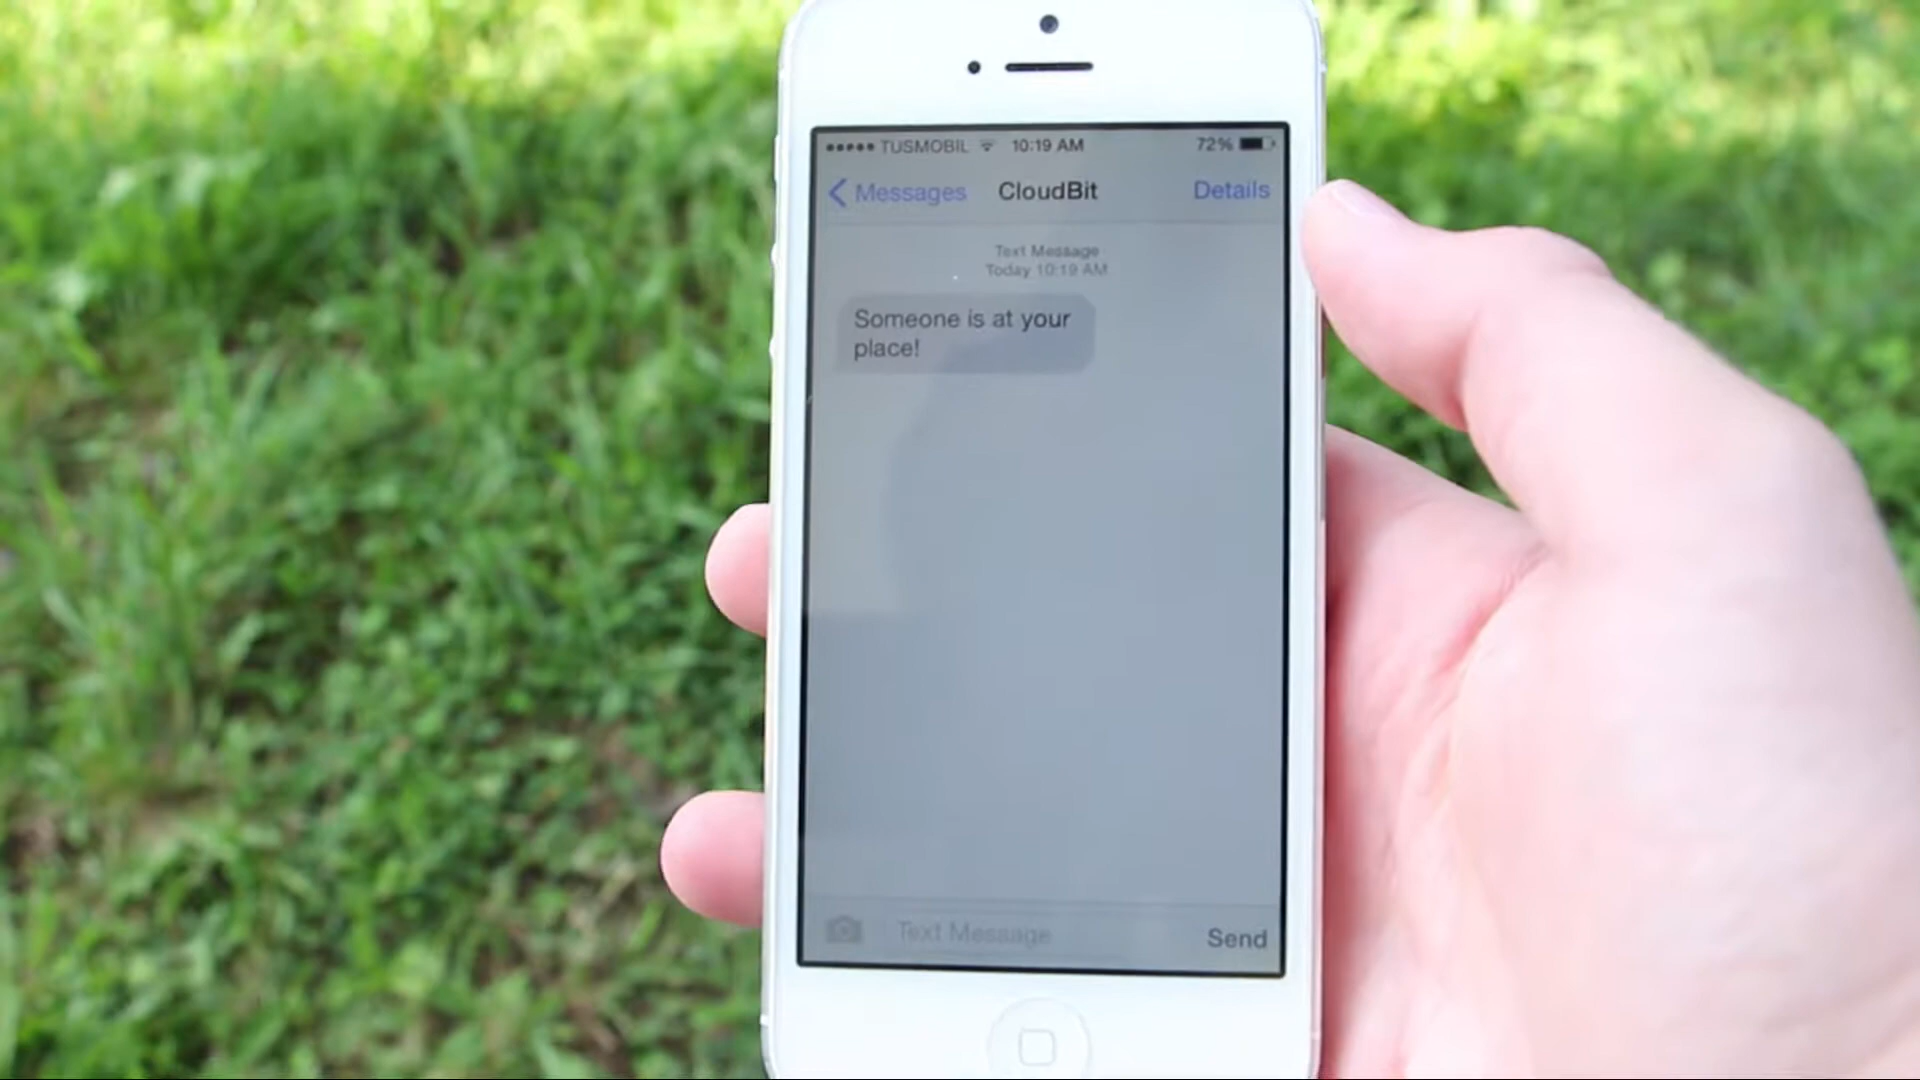 TUSMOBIL 10:19 AM 72%
Messages CloudBit Details
Text Message
Today 10:19 AM
Someone is at your
place!
Text Message Send